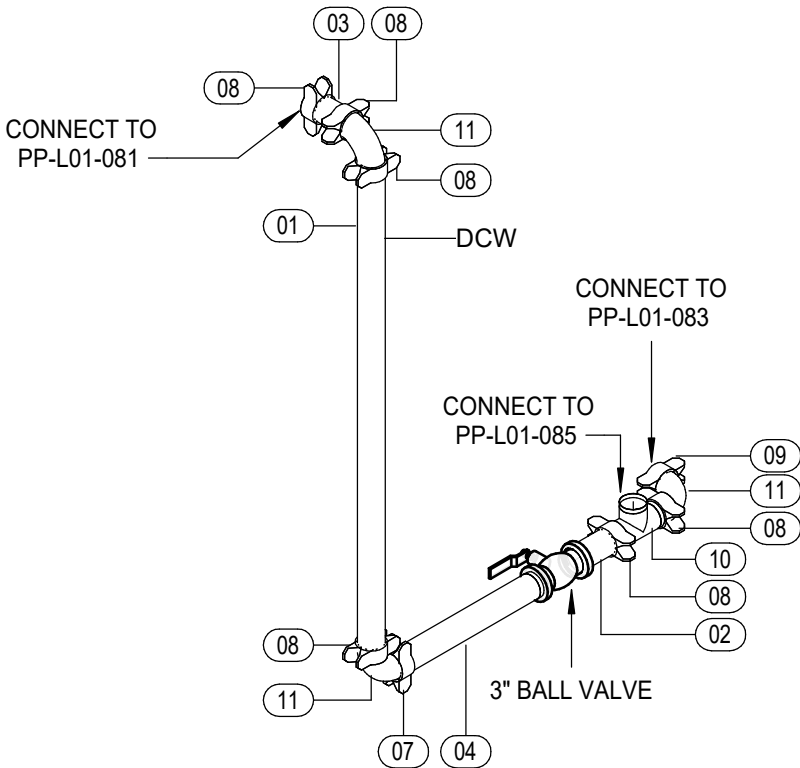 03
08
08
CONNECT TO
PP-L01-081
11
08
01
DCW
CONNECT TO
PP-L01-083
CONNECT TO
PP-L01-085
09
11
08
10
08
02
08
11
3" BALL VALVE
07
04